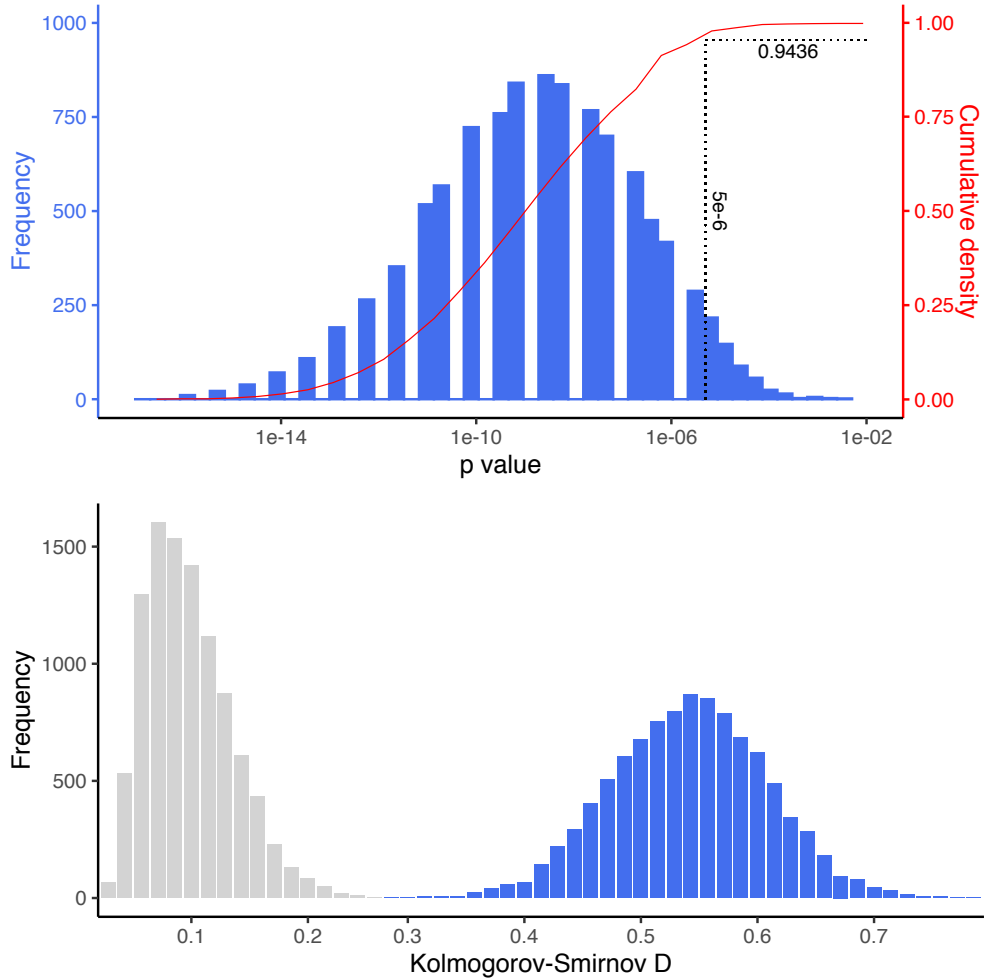 1000
750
500
250
0
Frequency
1.00
0.75
0.50
0.25
0.00
Cumulative density
0.9436
5e-6
1e-14
1e-10
1e-06
1e-02
p value
1500
1000
500
0
Frequency
0.1
0.2
0.3
0.4
0.5
0.6
0.7
Kolmogorov-Smirnov D